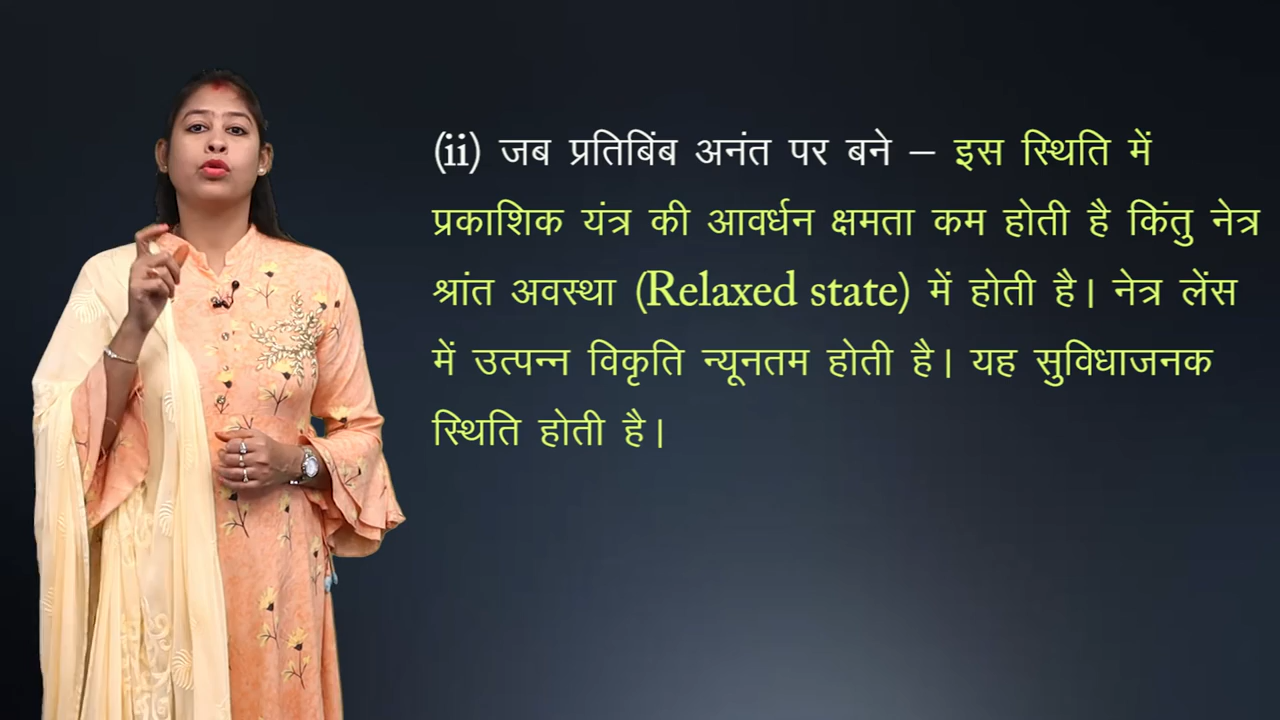 (ii) जब प्रतिबिंब अनंत पर बने – इस स्थिति में
प्रकाशिक यंत्र की आवर्धन क्षमता कम होती है किंतु नेत्र
श्रांत अवस्था (Relaxed state) में होती है। नेत्र लेंस
में उत्पन्न विकृति न्यूनतम होती है। यह सुविधाजनक
स्थिति होती है।